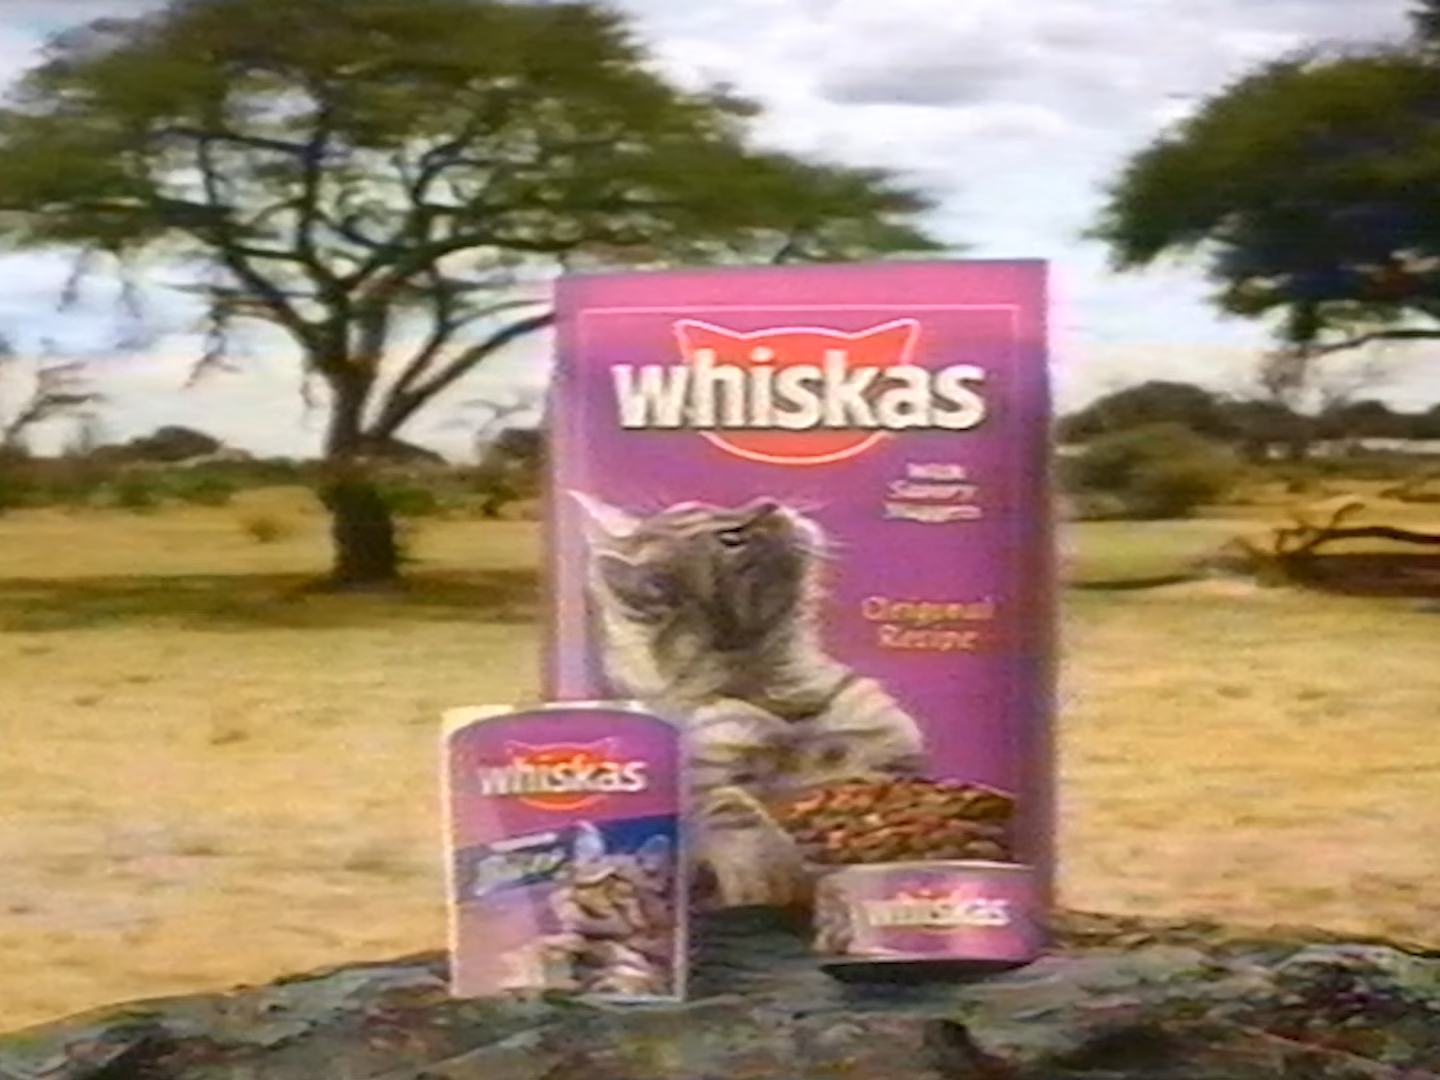 whiskas
With
Savory
Nuggets
Original
Recipe
whiskas
whiskas